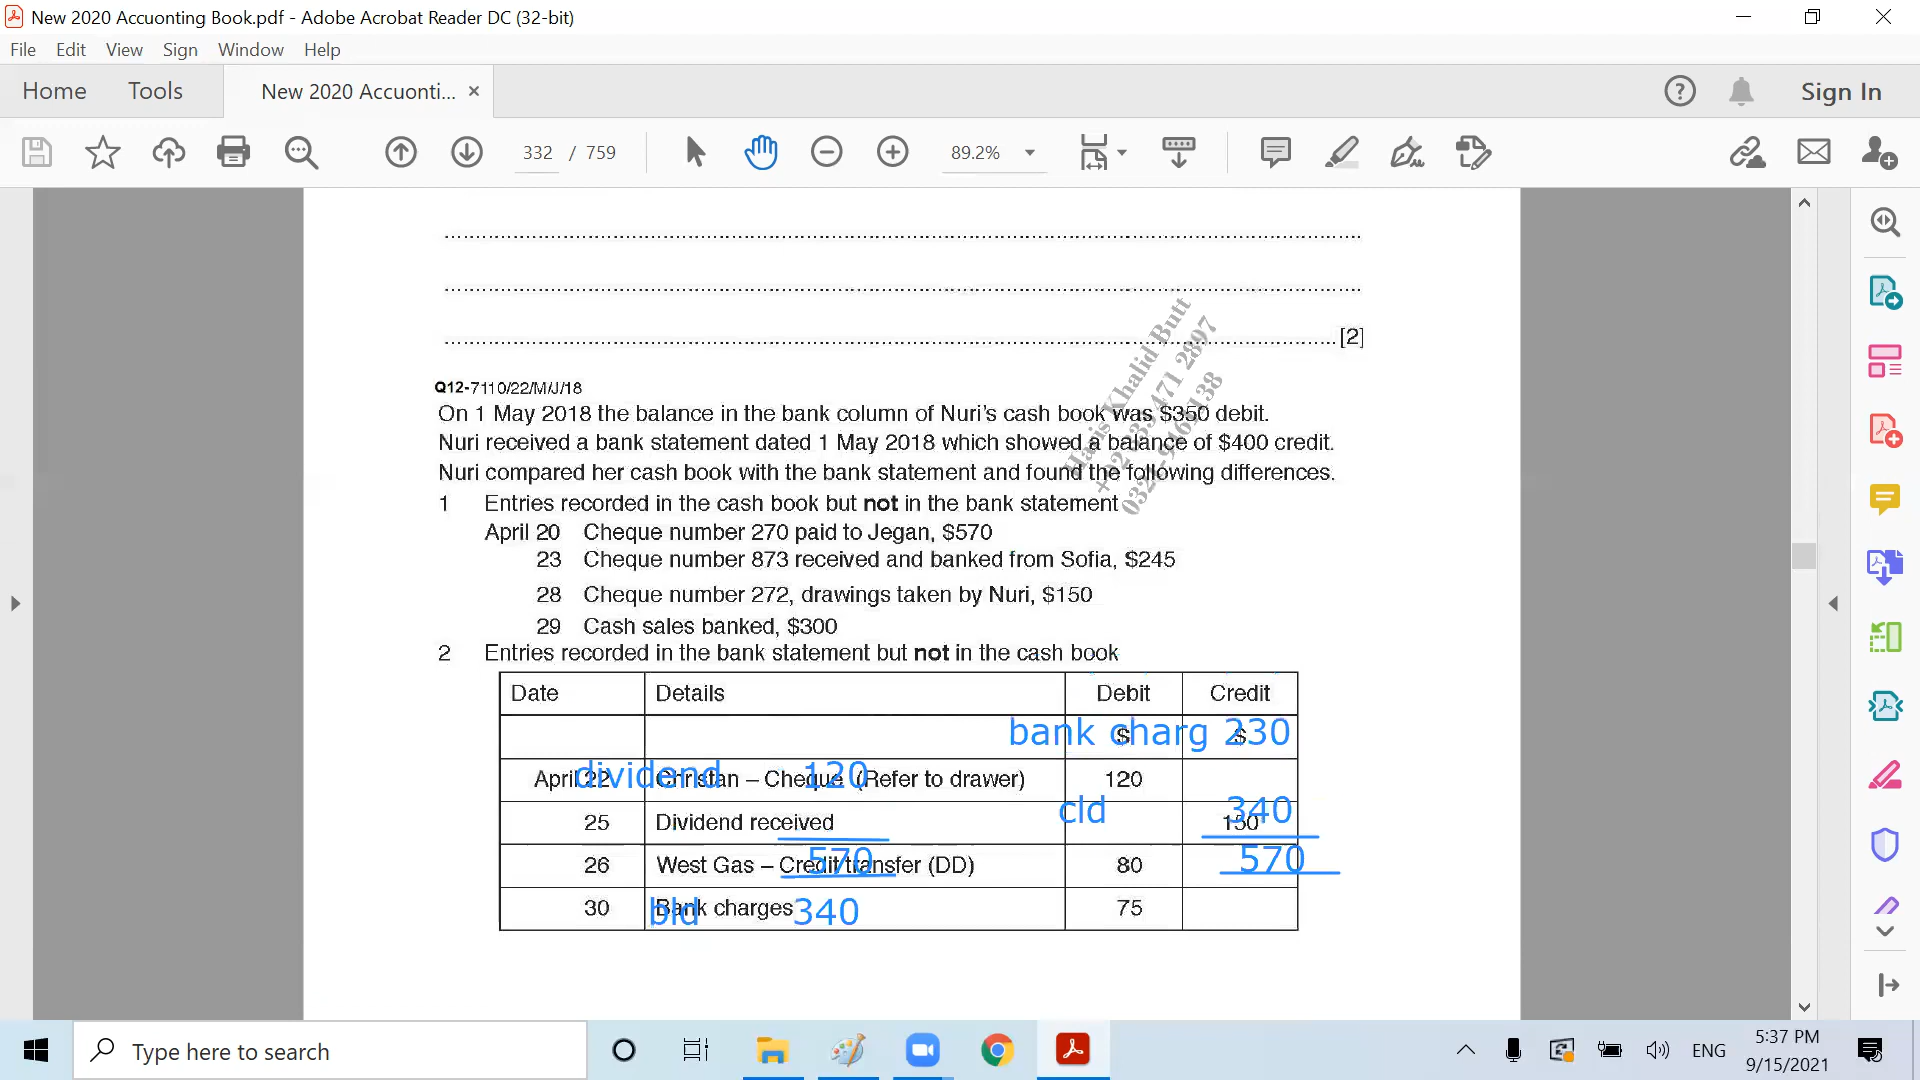 New 2020 Accuonting Book.pdf - Adobe Acrobat Reader DC (32-bit)
File Edit View Sign Window Help
Home Tools New 2020 Accuonti... × Sign In
332 / 759 89.2%
[2]
Haris Khalid Butt
Q12-7110/22/M/J/18
On 1 May 2018 the balance in the bank column of Nuri's cash book was $350 debit.
Nuri received a bank statement dated 1 May 2018 which showed a balance of $400 credit.
Nuri compared her cash book with the bank statement and found the following differences.
1 Entries recorded in the cash book but not in the bank statement
April 20 Cheque number 270 paid to Jegan, $570
23 Cheque number 873 received and banked from Sofia, $245
28 Cheque number 272, drawings taken by Nuri, $150
29 Cash sales banked, $300
2 Entries recorded in the bank statement but not in the cash book
Date Details Debit Credit
$ $
bank charg 230
April 22 Christan – Cheque (Refer to drawer) 120
dividend 120
cld 340
25 Dividend received 150
26 West Gas – Credit transfer (DD) 80
570 570
30 Bank charges 75
bld 340
Type here to search
ENG
5:37 PM
9/15/2021